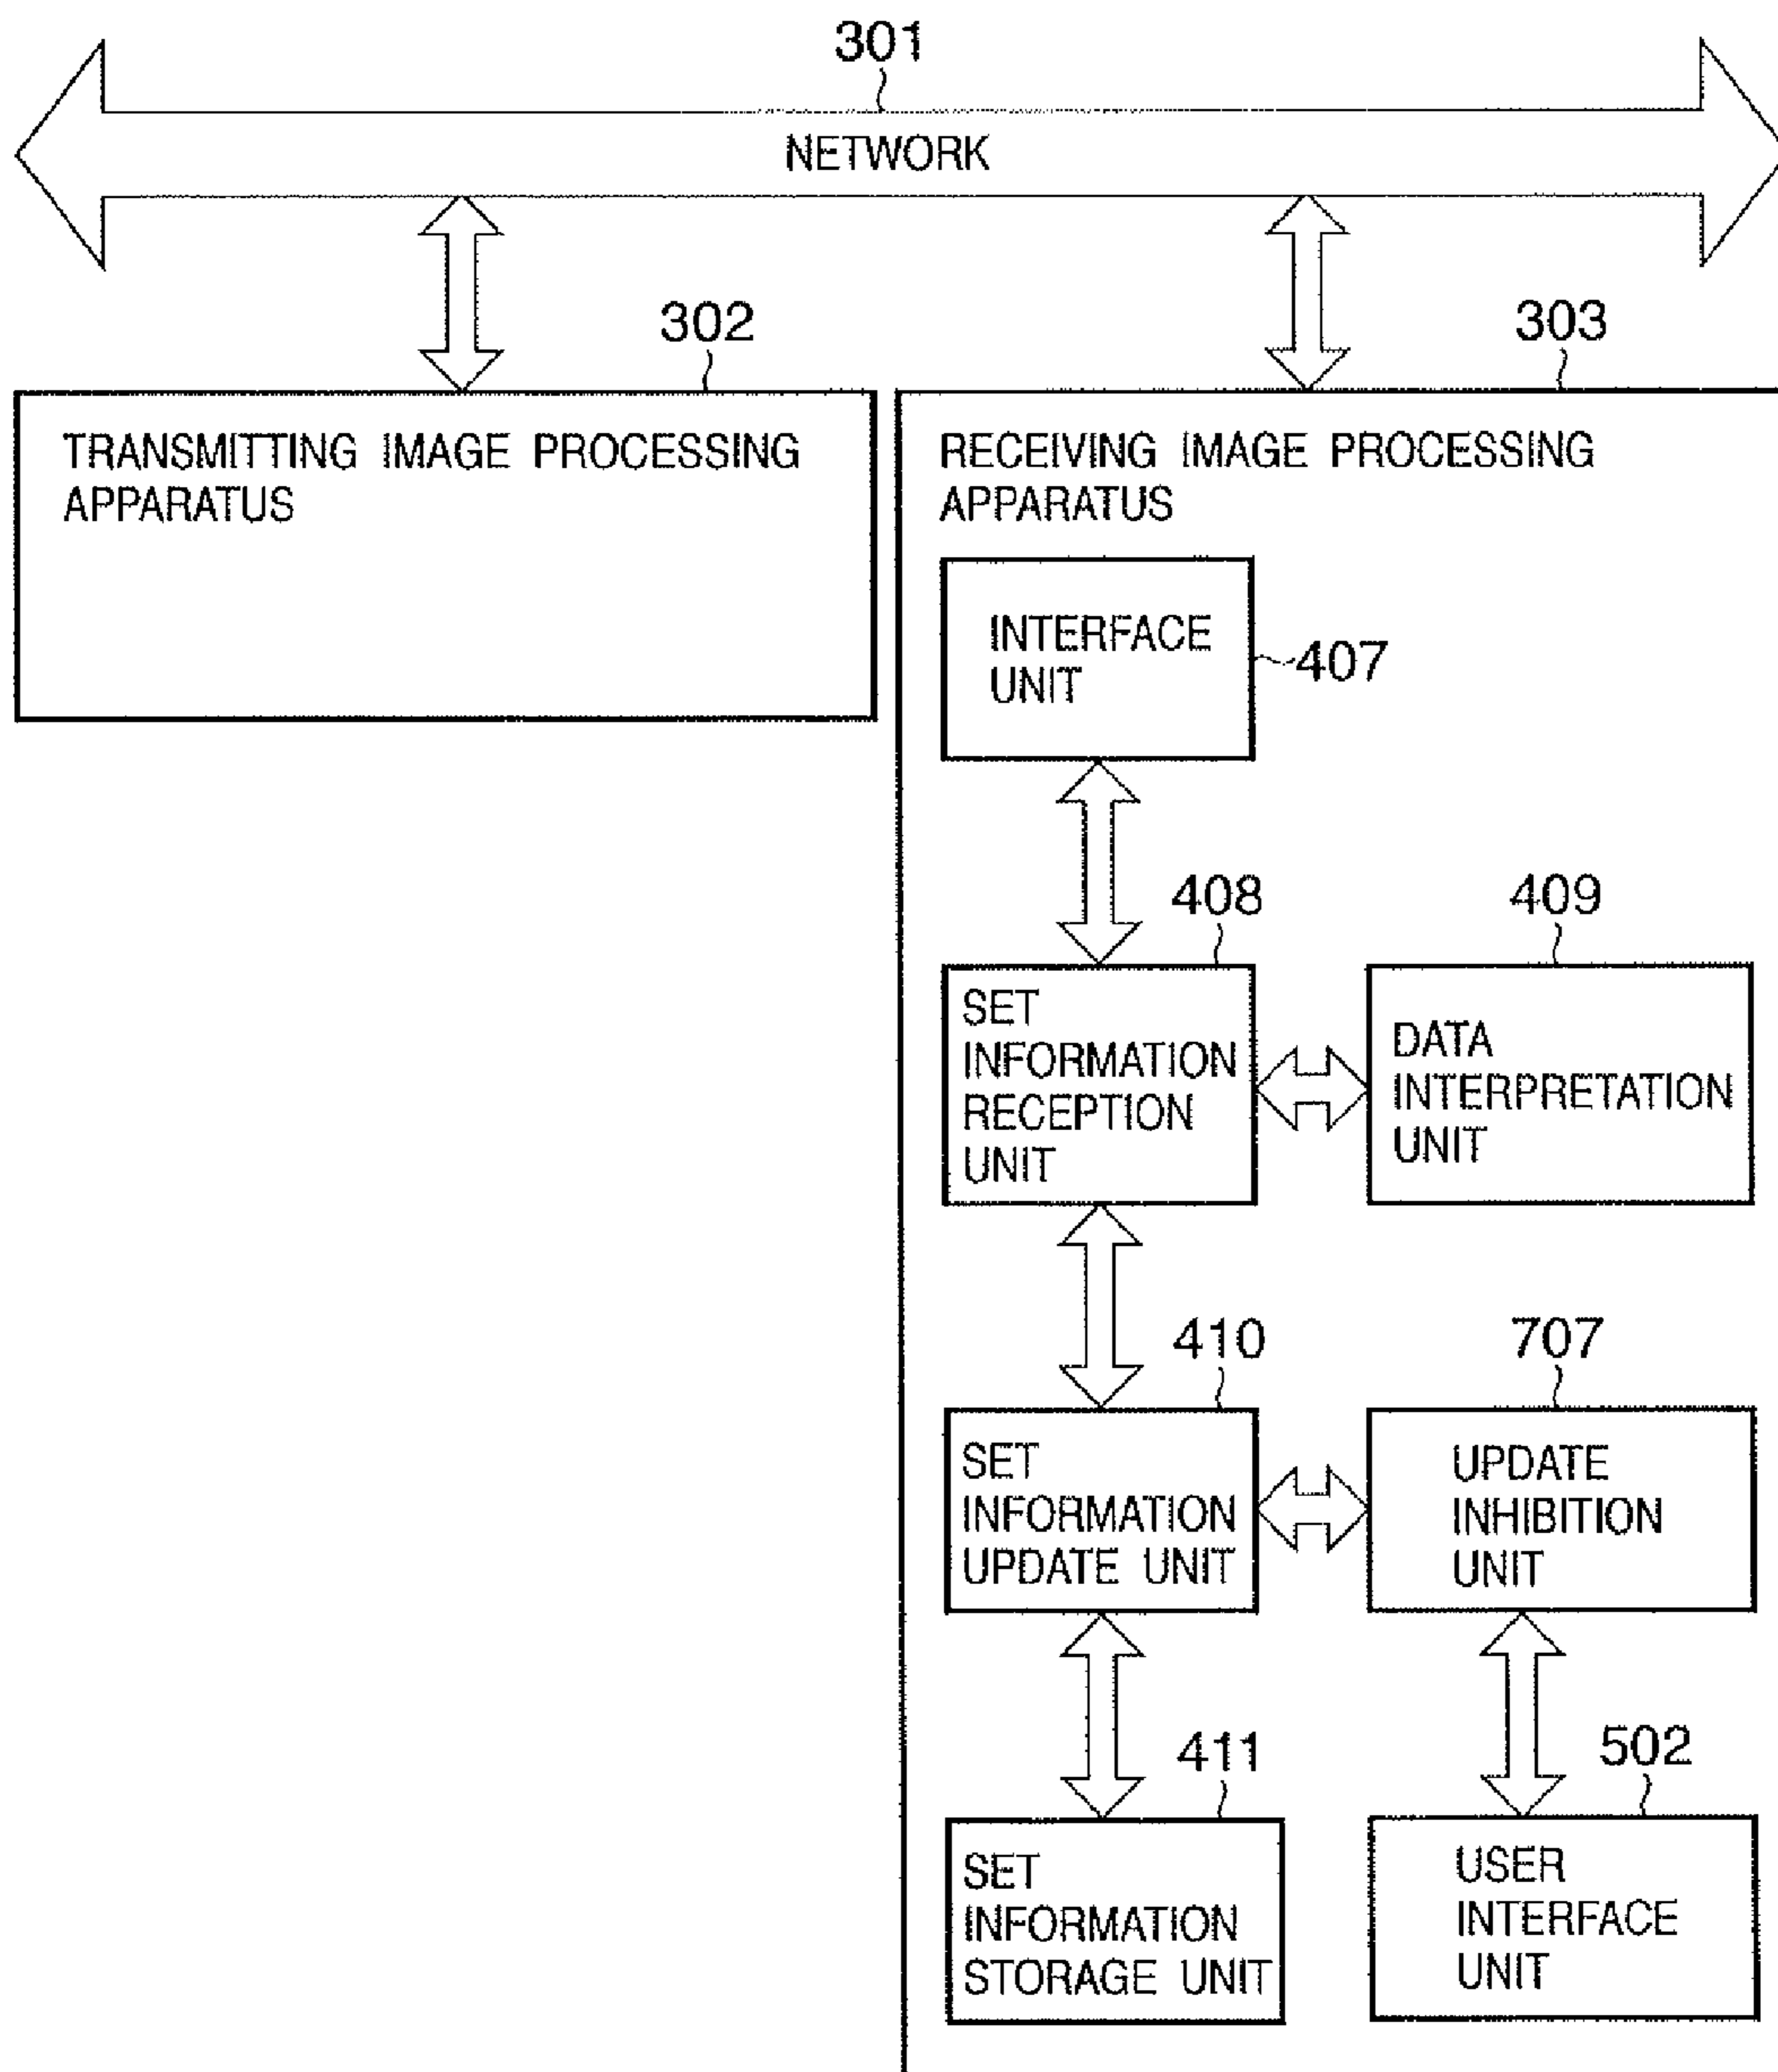 301
NETWORK
302
303
TRANSMITTING IMAGE PROCESSING
APPARATUS
RECEIVING IMAGE PROCESSING
APPARATUS
INTERFACE
UNIT
407
408
409
SET
INFORMATION
RECEPTION
UNIT
DATA
INTERPRETATION
UNIT
410
707
SET
INFORMATION
UPDATE UNIT
UPDATE
INHIBITION
UNIT
411
502
SET
INFORMATION
STORAGE UNIT
USER
INTERFACE
UNIT